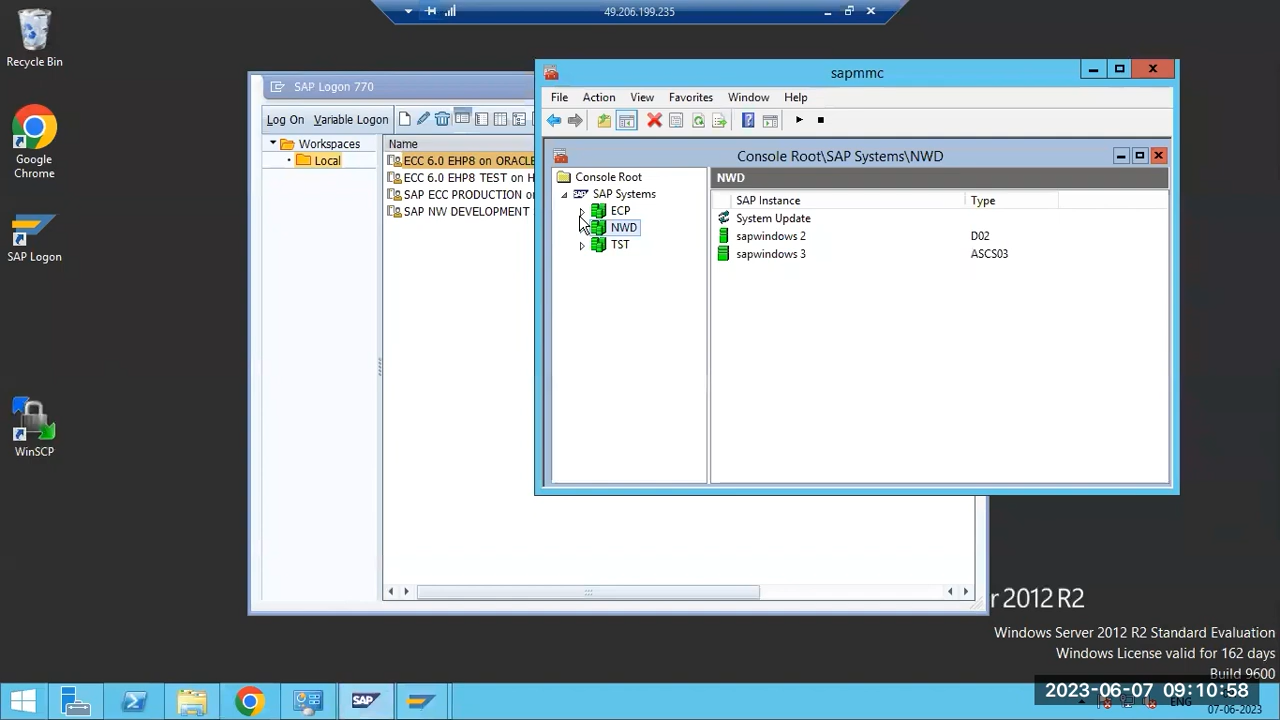 49.206.199.235
Recycle Bin
Google
Chrome
SAP Logon
WinSCP
SAP Logon 770
Log On Variable Logon
Workspaces
Local
Name
ECC 6.0 EHP8 on ORACLE
ECC 6.0 EHP8 TEST on H
SAP ECC PRODUCTION
SAP NW DEVELOPMENT
sapmmc
File Action View Favorites Window Help
Console Root\SAP Systems\NWD
Console Root
SAP Systems
ECP
NWD
TST
NWD
SAP Instance Type
System Update
sapwindows 2 D02
sapwindows 3 ASCS03
r 2012 R2
Windows Server 2012 R2 Standard Evaluation
Windows License valid for 162 days
Build 9600
2023-06-07 09:10:58
ENG
07-06-2023
SAP